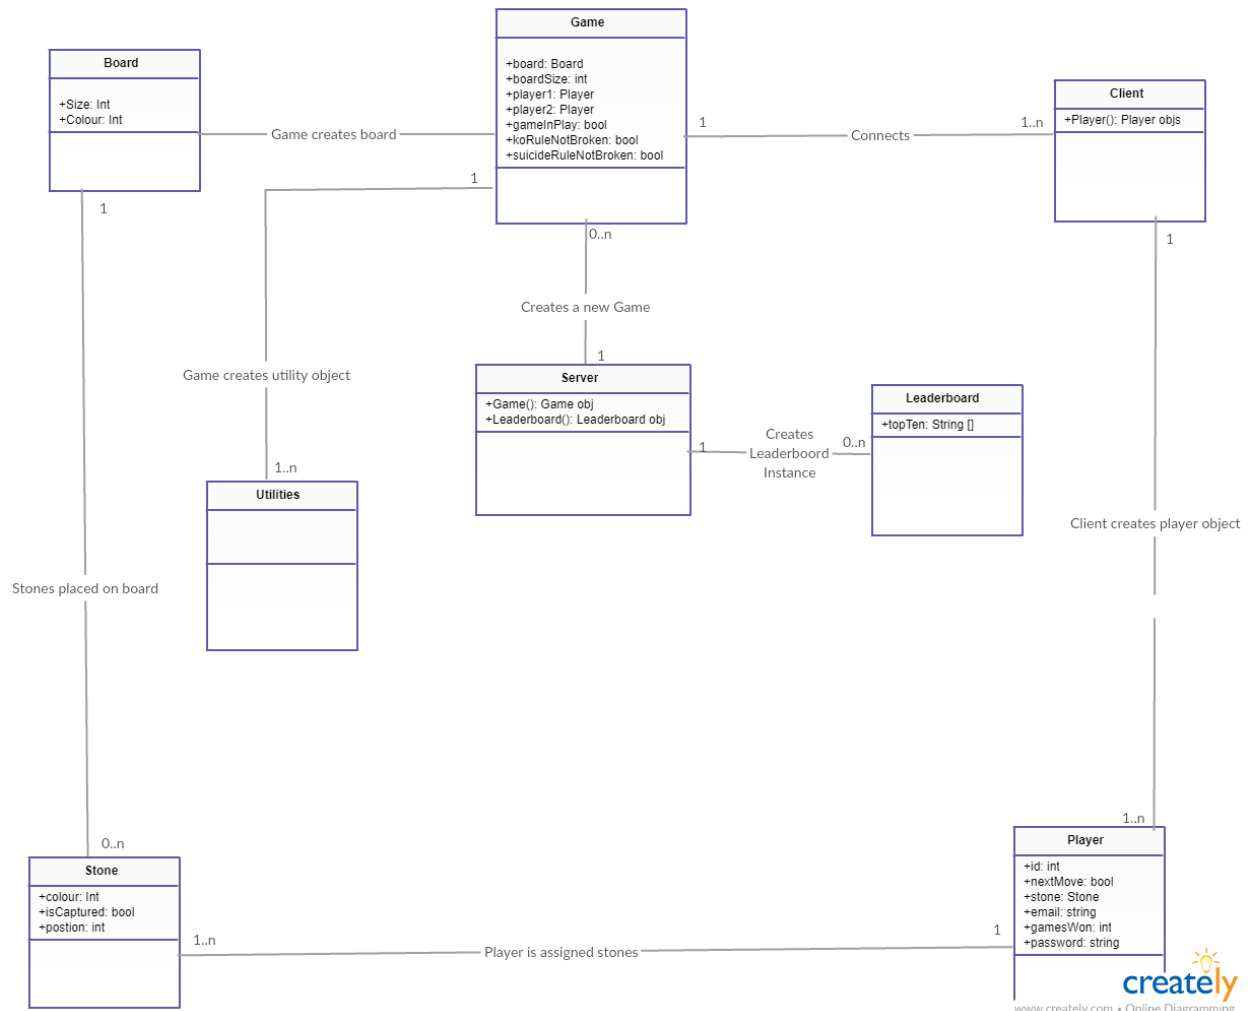 Game
+board: Board
+boardSize: int
+player1: Player
+player2: Player
+gameInPlay: bool
+koRuleNotBroken: bool
+suicideRuleNotBroken: bool
Board
+Size: Int
+Colour: Int
Game creates board
1
Connects
1..n
Client
+Player(): Player objs
1
1
0..n
1
Creates a new Game
1
Game creates utility object
1..n
Utilities
Server
+Game(): Game obj
+Leaderboard(): Leaderboard obj
1
Creates
Leaderboord
Instance
0..n
Leaderboard
+topTen: String []
Client creates player object
Stones placed on board
0..n
1..n
Stone
+colour: Int
+isCaptured: bool
+postion: int
1..n
Player is assigned stones
1
Player
+id: int
+nextMove: bool
+stone: Stone
+email: string
+gamesWon: int
+password: string
creately
www.creately.com • Online Diagramming